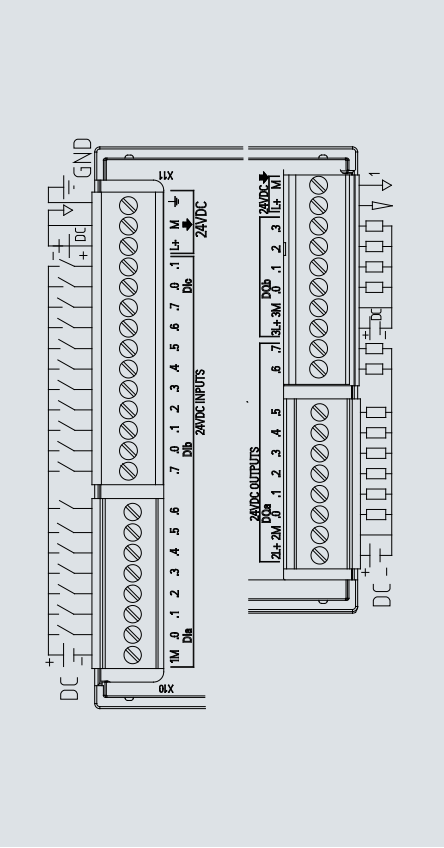 GND
X11
M
L+
24VDC
DC
+
-
.1
.0
DIc
.7
.6
.5
.4
.3
.2
.1
.0
DIb
24VDC INPUTS
.7
.6
.5
.4
.3
.2
.1
.0
DIa
1M
+
-
DC
X10
24VDC
M
L+
1
.3
.2
.1
.0
DQb
3M
3L+
DC
+
-
.7
.6
.5
.4
.3
.2
.1
.0
DQa
24VDC OUTPUTS
2M
2L+
+
-
DC